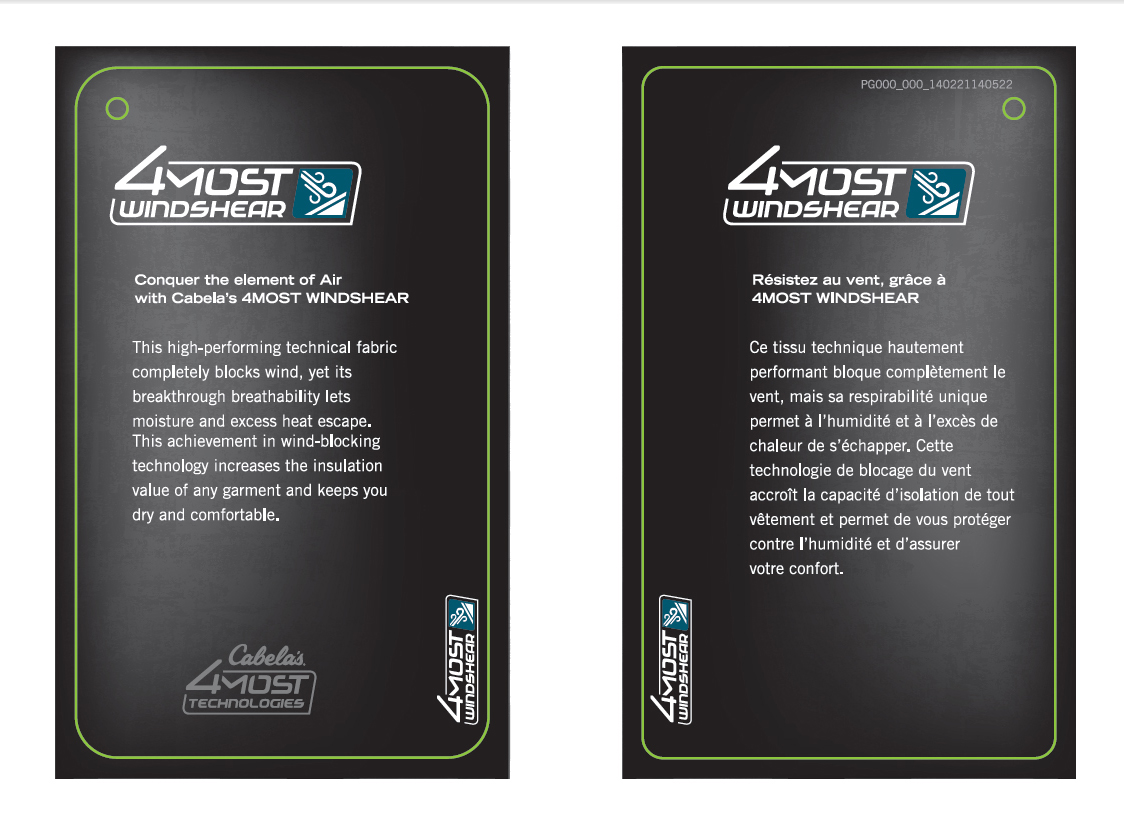 4MOST
WINDSHEAR
Conquer the element of Air
with Cabela's 4MOST WINDSHEAR
This high-performing technical fabric
completely blocks wind, yet its
breakthrough breathability lets
moisture and excess heat escape.
This achievement in wind-blocking
technology increases the insulation
value of any garment and keeps you
dry and comfortable.
Cabela's
4MOST
TECHNOLOGIES
4MOST
WINDSHEAR
PG000_000_140221140522
4MOST
WINDSHEAR
Résistez au vent, grâce à
4MOST WINDSHEAR
Ce tissu technique hautement
performant bloque complètement le
vent, mais sa respirabilité unique
permet à l'humidité et à l'excès de
chaleur de s'échapper. Cette
technologie de blocage du vent
accroît la capacité d'isolation de tout
vêtement et permet de vous protéger
contre l'humidité et d'assurer
votre confort.
4MOST
WINDSHEAR